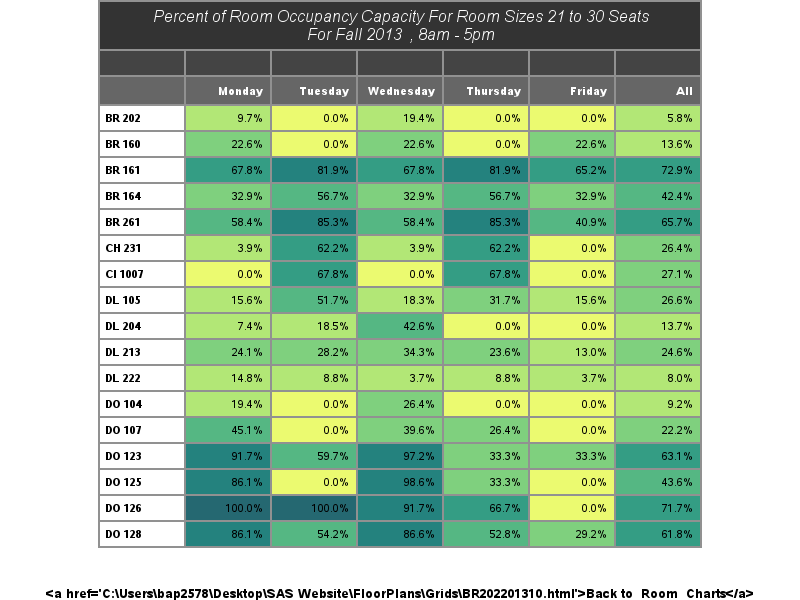 Percent of Room Occupancy Capacity For Room Sizes 21 to 30 Seats
For Fall 2013 , 8am - 5pm
Monday Tuesday Wednesday Thursday Friday All
BR 202 9.7% 0.0% 19.4% 0.0% 0.0% 5.8%
BR 160 22.6% 0.0% 22.6% 0.0% 22.6% 13.6%
BR 161 67.8% 81.9% 67.8% 81.9% 65.2% 72.9%
BR 164 32.9% 56.7% 32.9% 56.7% 32.9% 42.4%
BR 261 58.4% 85.3% 58.4% 85.3% 40.9% 65.7%
CH 231 3.9% 62.2% 3.9% 62.2% 0.0% 26.4%
CI 1007 0.0% 67.8% 0.0% 67.8% 0.0% 27.1%
DL 105 15.6% 51.7% 18.3% 31.7% 15.6% 26.6%
DL 204 7.4% 18.5% 42.6% 0.0% 0.0% 13.7%
DL 213 24.1% 28.2% 34.3% 23.6% 13.0% 24.6%
DL 222 14.8% 8.8% 3.7% 8.8% 3.7% 8.0%
DO 104 19.4% 0.0% 26.4% 0.0% 0.0% 9.2%
DO 107 45.1% 0.0% 39.6% 26.4% 0.0% 22.2%
DO 123 91.7% 59.7% 97.2% 33.3% 33.3% 63.1%
DO 125 86.1% 0.0% 98.6% 33.3% 0.0% 43.6%
DO 126 100.0% 100.0% 91.7% 66.7% 0.0% 71.7%
DO 128 86.1% 54.2% 86.6% 52.8% 29.2% 61.8%
<a href='C:\Users\bap2578\Desktop\SAS Website\FloorPlans\Grids\BR202201310.html'>Back to Room Charts</a>